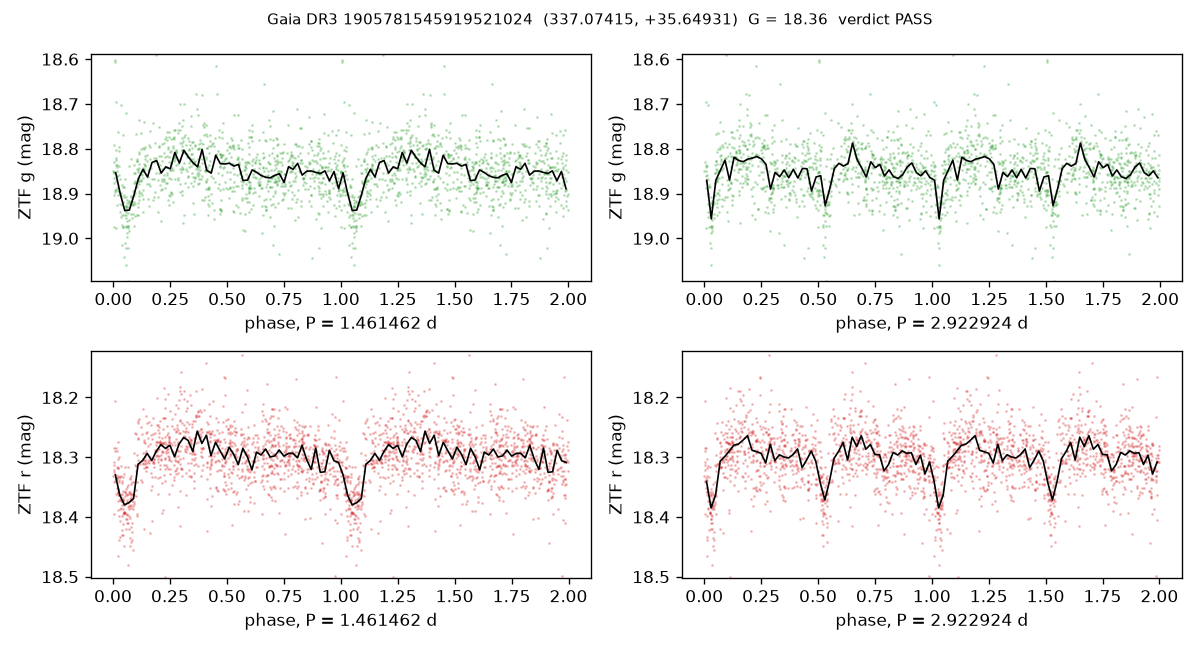 Gaia DR3 1905781545919521024 (337.07415, +35.64931) G = 18.36 verdict PASS
ZTF g (mag)
18.6
18.7
18.8
18.9
19.0
0.00 0.25 0.50 0.75 1.00 1.25 1.50 1.75 2.00
phase, P = 1.461462 d
ZTF g (mag)
18.6
18.7
18.8
18.9
19.0
0.00 0.25 0.50 0.75 1.00 1.25 1.50 1.75 2.00
phase, P = 2.922924 d
ZTF r (mag)
18.2
18.3
18.4
18.5
0.00 0.25 0.50 0.75 1.00 1.25 1.50 1.75 2.00
phase, P = 1.461462 d
ZTF r (mag)
18.2
18.3
18.4
18.5
0.00 0.25 0.50 0.75 1.00 1.25 1.50 1.75 2.00
phase, P = 2.922924 d